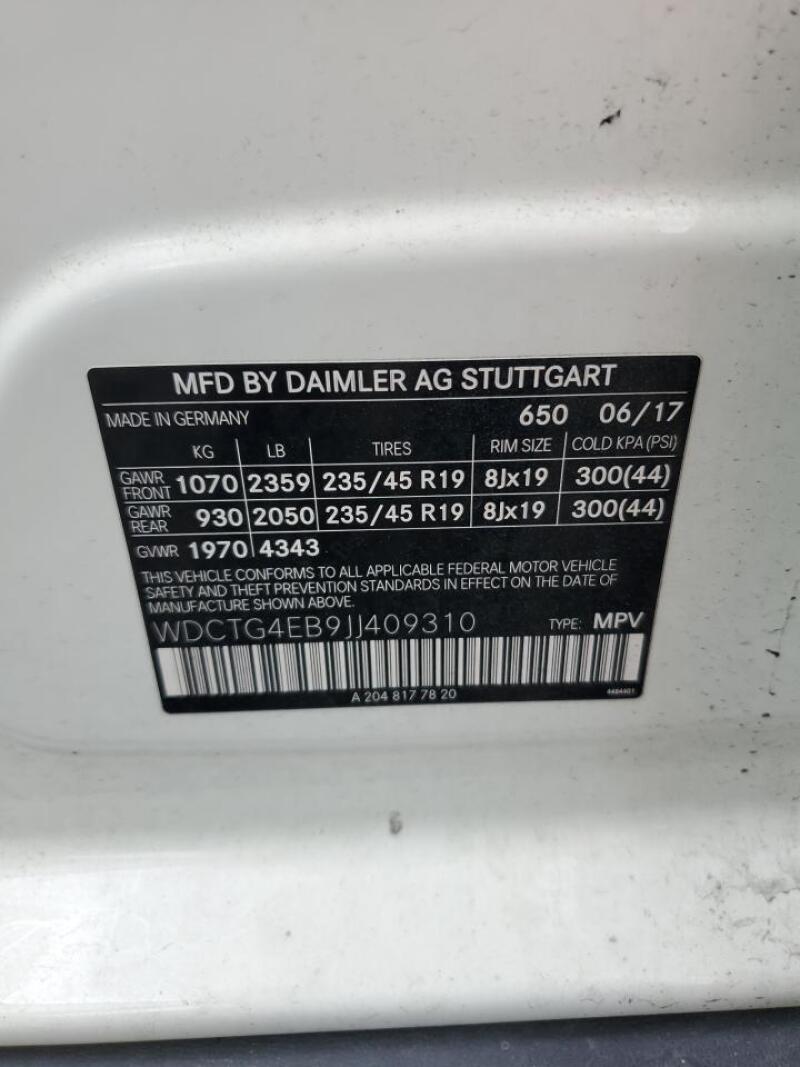 MFD BY DAIMLER AG STUTTGART
MADE IN GERMANY 650 06/17
KG LB TIRES RIM SIZE COLD KPA (PSI)
GAWR FRONT 1070 2359 235/45 R19 8Jx19 300(44)
GAWR REAR 930 2050 235/45 R19 8Jx19 300(44)
GVWR 1970 4343
THIS VEHICLE CONFORMS TO ALL APPLICABLE FEDERAL MOTOR VEHICLE
SAFETY AND THEFT PREVENTION STANDARDS IN EFFECT ON THE DATE OF
MANUFACTURE SHOWN ABOVE.
WDCTG4EB9JJ409310 TYPE: MPV
A 204 817 78 20 4484401